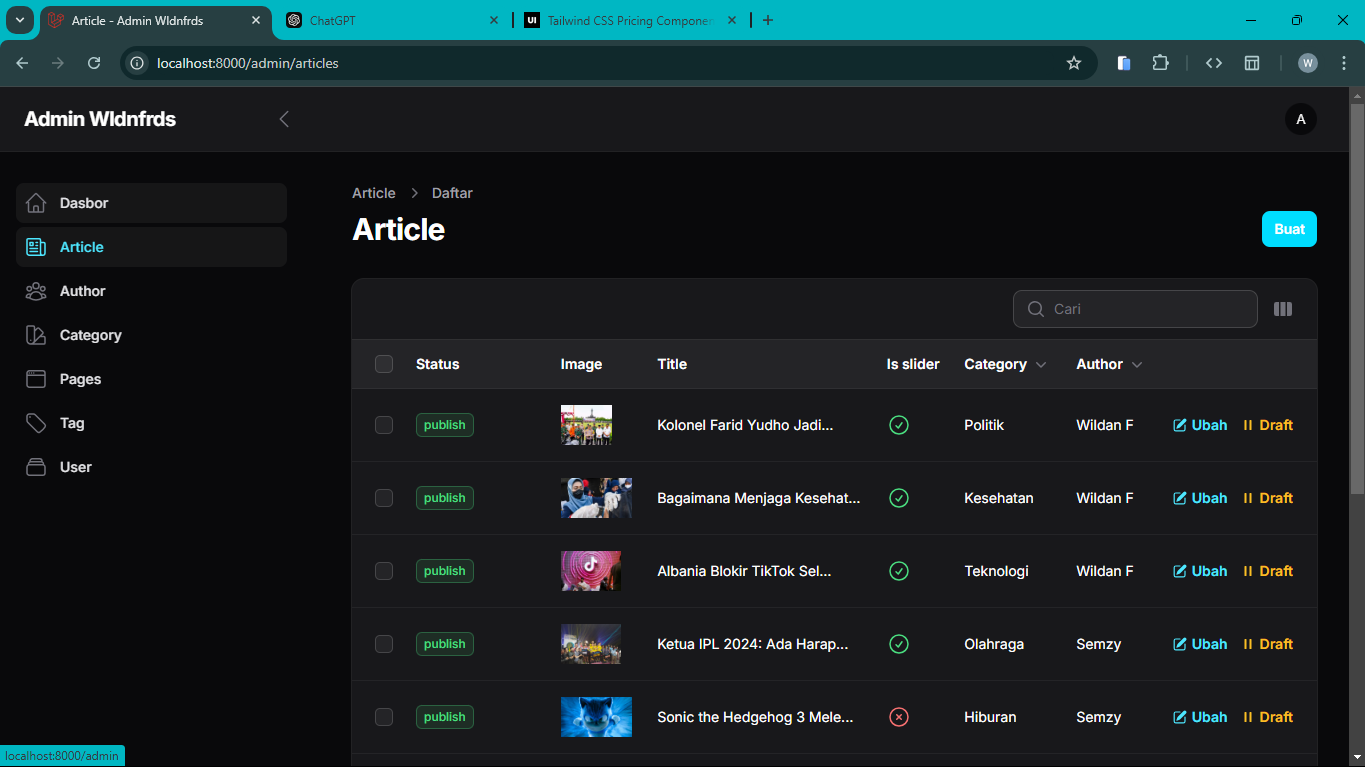 Article - Admin Wldnfrds
ChatGPT
Tailwind CSS Pricing Componen
localhost:8000/admin/articles
W
Admin Wldnfrds
A
Dasbor
Article
Author
Category
Pages
Tag
User
Article > Daftar
Article
Buat
Cari
Status Image Title Is slider Category Author
publish Kolonel Farid Yudho Jadi... Politik Wildan F Ubah Draft
publish Bagaimana Menjaga Kesehat... Kesehatan Wildan F Ubah Draft
publish Albania Blokir TikTok Sel... Teknologi Wildan F Ubah Draft
publish Ketua IPL 2024: Ada Harap... Olahraga Semzy Ubah Draft
publish Sonic the Hedgehog 3 Mele... Hiburan Semzy Ubah Draft
localhost:8000/admin